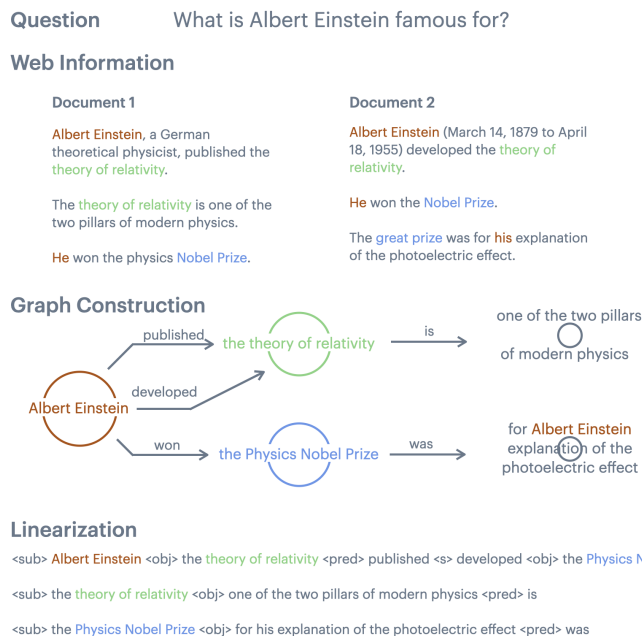 Question What is Albert Einstein famous for?
Web Information
Document 1
Albert Einstein, a German
theoretical physicist, published the
theory of relativity.
The theory of relativity is one of the
two pillars of modern physics.
He won the physics Nobel Prize.
Document 2
Albert Einstein (March 14, 1879 to April
18, 1955) developed the theory of
relativity.
He won the Nobel Prize.
The great prize was for his explanation
of the photoelectric effect.
Graph Construction
published
the theory of relativity
is
one of the two pillars
of modern physics
developed
Albert Einstein
won
the Physics Nobel Prize
was
for Albert Einstein
explanation of the
photoelectric effect
Linearization
<sub> Albert Einstein <obj> the theory of relativity <pred> published <s> developed <obj> the Physics N
<sub> the theory of relativity <obj> one of the two pillars of modern physics <pred> is
<sub> the Physics Nobel Prize <obj> for his explanation of the photoelectric effect <pred> was